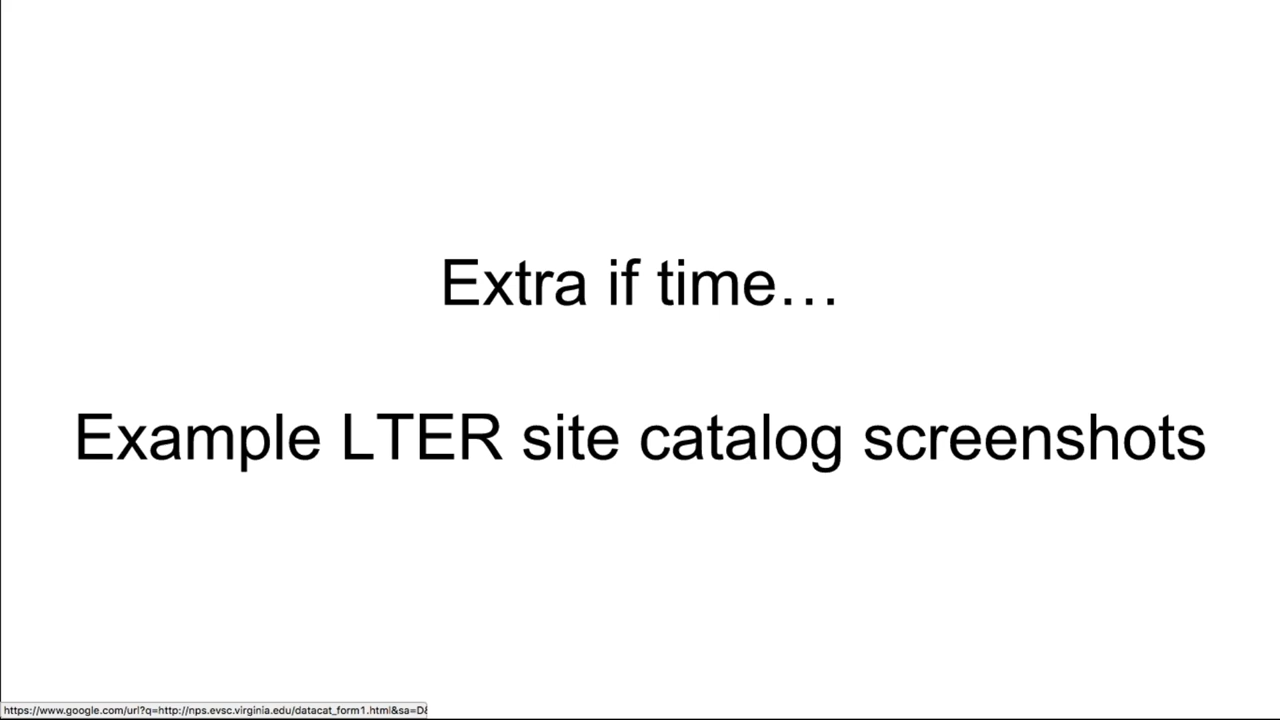 Extra if time…
Example LTER site catalog screenshots
https://www.google.com/url?q=http://nps.evsc.virginia.edu/datacat_form1.html&sa=D&